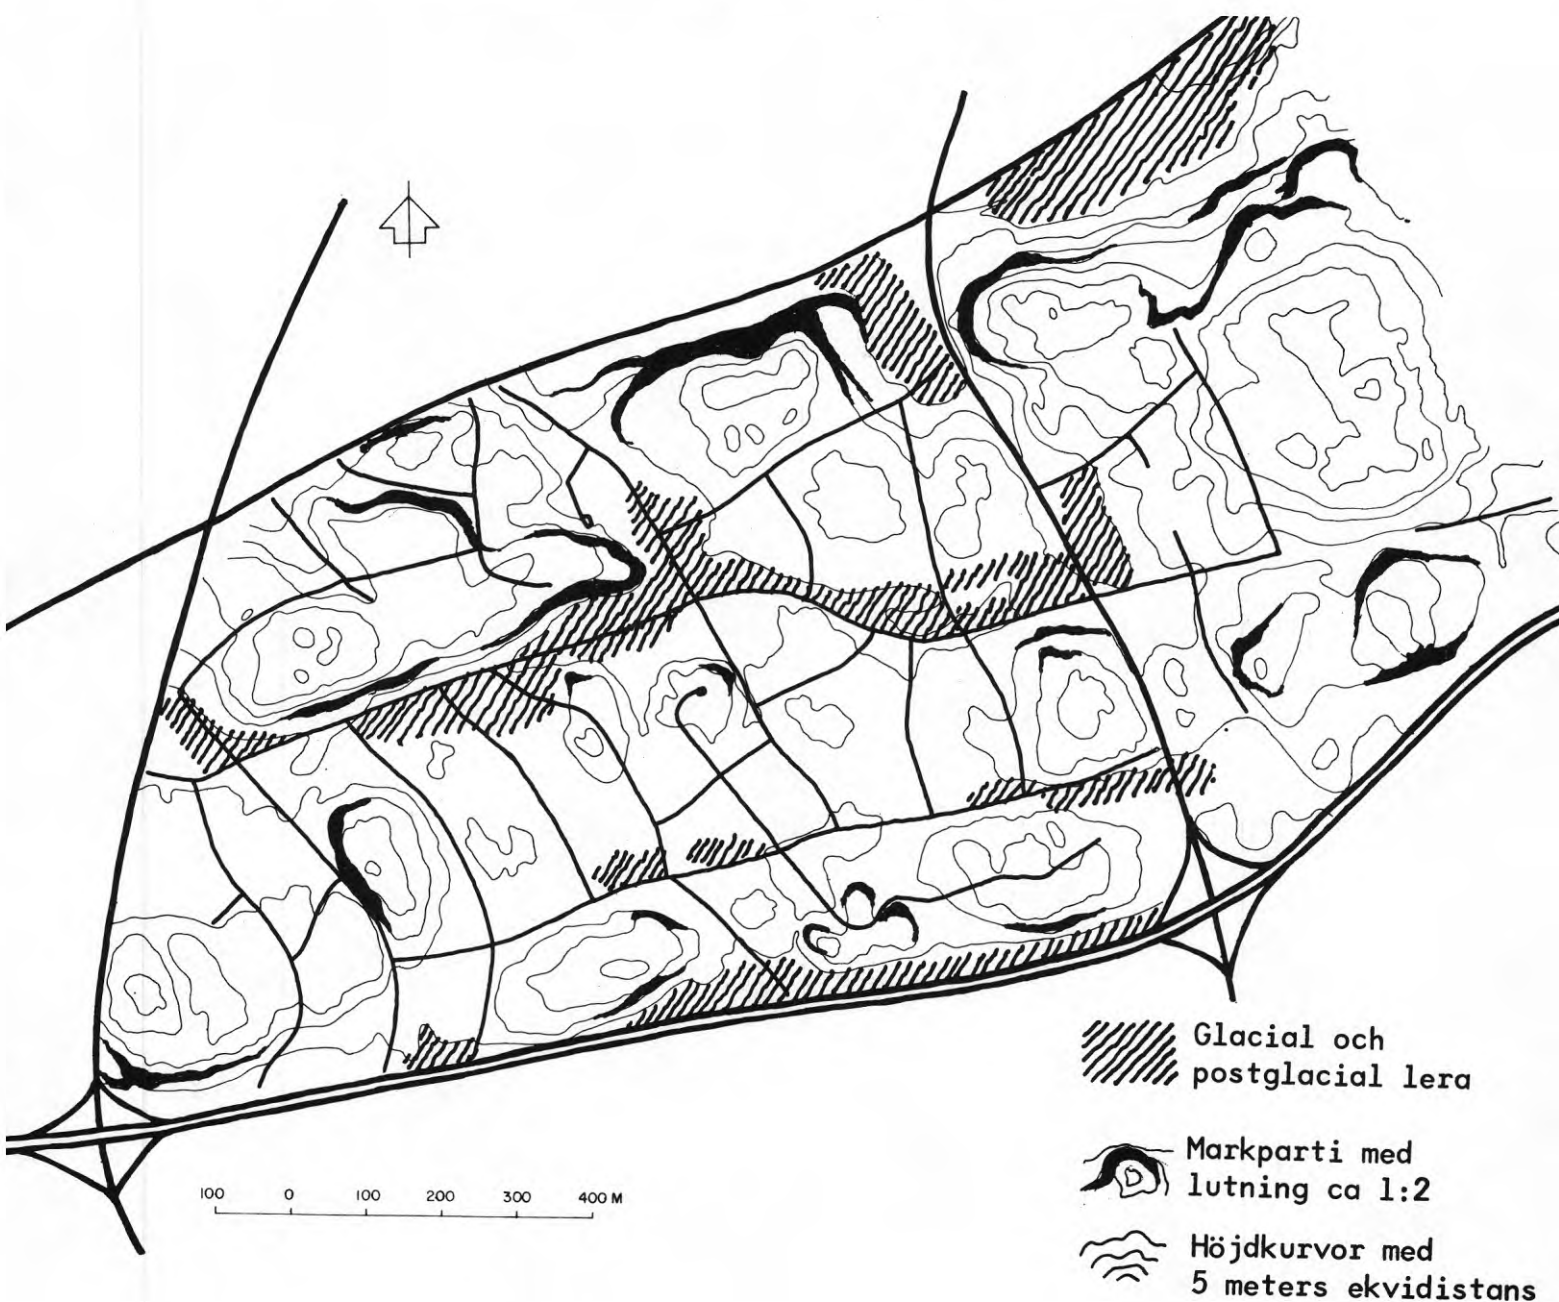 Glacial och
postglacial lera
Markparti med
lutning ca 1:2
100 0 100 200 300 400 M
Höjdkurvor med
5 meters ekvidistans